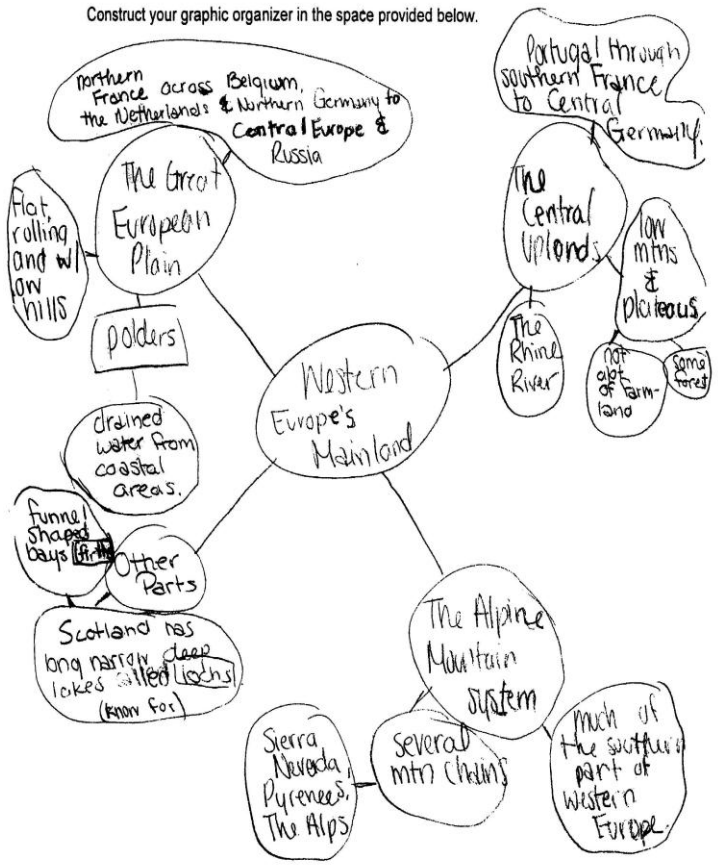 Construct your graphic organizer in the space provided below.
northern
France across Belgium,
the Netherlands & Northern Germany to
Central Europe &
Russia
The Great
European
Plain
Flat,
rolling
and w/
low
hills
polders
drained
water from
coastal
areas.
Portugal through
southern France
to Central
Germany.
The
Central
Uplands
low
mtns
&
plateaus
The
Rhine
River
not
alot
of farm-
land
some
forest
Western
Europe's
Mainland
funnel
shaped
bays firths
Other
Parts
Scotland has
long narrow deep
lakes called lochs
(know for)
The Alpine
Mountain
system
several
mtn chains
Sierra
Nevada,
Pyrenees,
The Alps
much of
the southern
part of
Western
Europe.